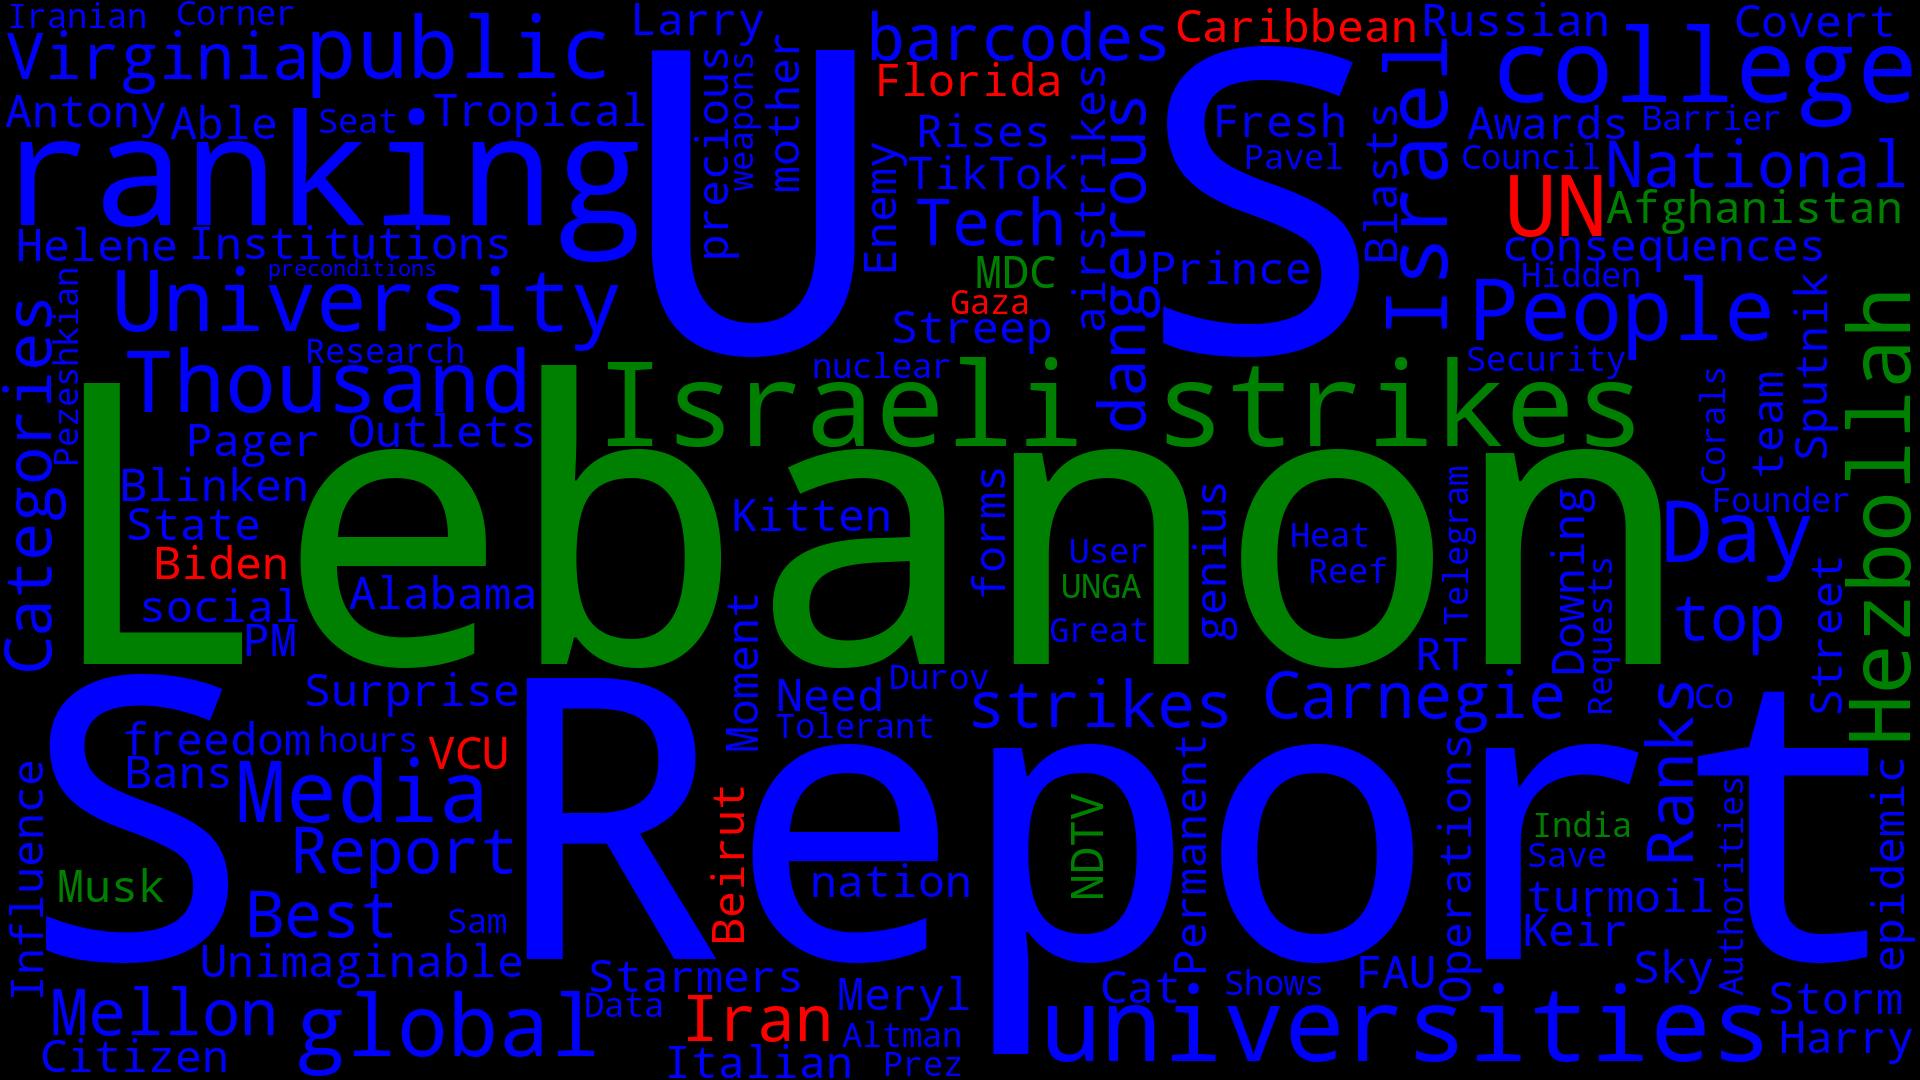 Iranian Corner Larry barcodes Caribbean Russian Covert
Virginia public U S Israel college
precious weapons mother Florida airstrikes dangerous
Antony Able Seat Tropical Rises Fresh Blasts Awards Barrier
ranking Enemy TikTok Pavel Council National
Tech UN Afghanistan
Helene Institutions MDC Prince consequences
preconditions Gaza Hidden
Pezeshkian University Streep People Sputnik Hezbollah
Categories Research nuclear Security
Thousand Israeli strikes Corals team
Pager Outlets
Lebanon
Blinken Kitten forms genius Telegram Downing Founder
State User Heat Day
Biden UNGA Reef Requests Street
social Alabama Moment Great top
PM RT
Surprise Need Durov strikes Carnegie Ranks Co
Tolerant
freedom hours VCU Permanent Operations
Bans Media S Report
Influence Beirut NDTV India Authorities epidemic
Report Save
Musk nation turmoil
Best Sam Keir
Unimaginable Starmers Cat Shows FAU Sky
Mellon global Data Iran Meryl universities Storm
Altman Harry
Citizen Italian Prez